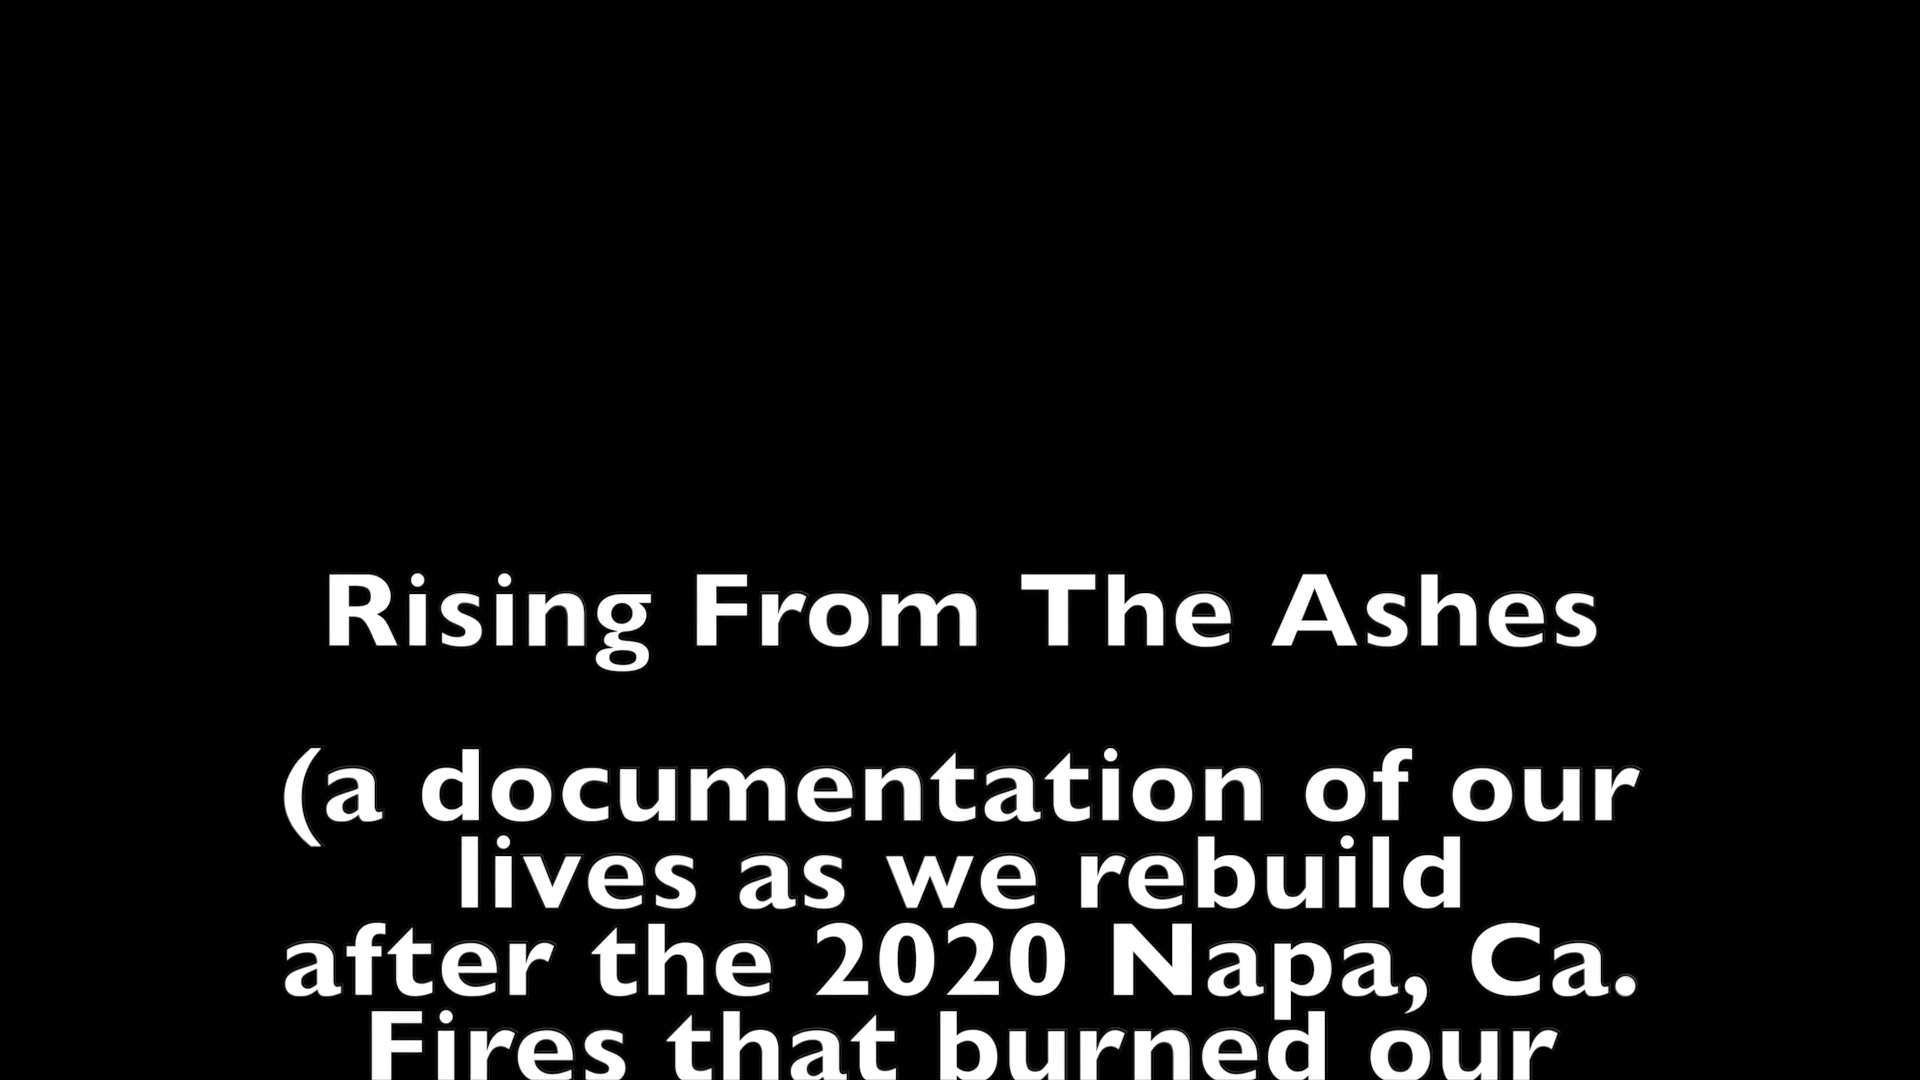 Rising From The Ashes
(a documentation of our
lives as we rebuild
after the 2020 Napa, Ca.
Fires that burned our